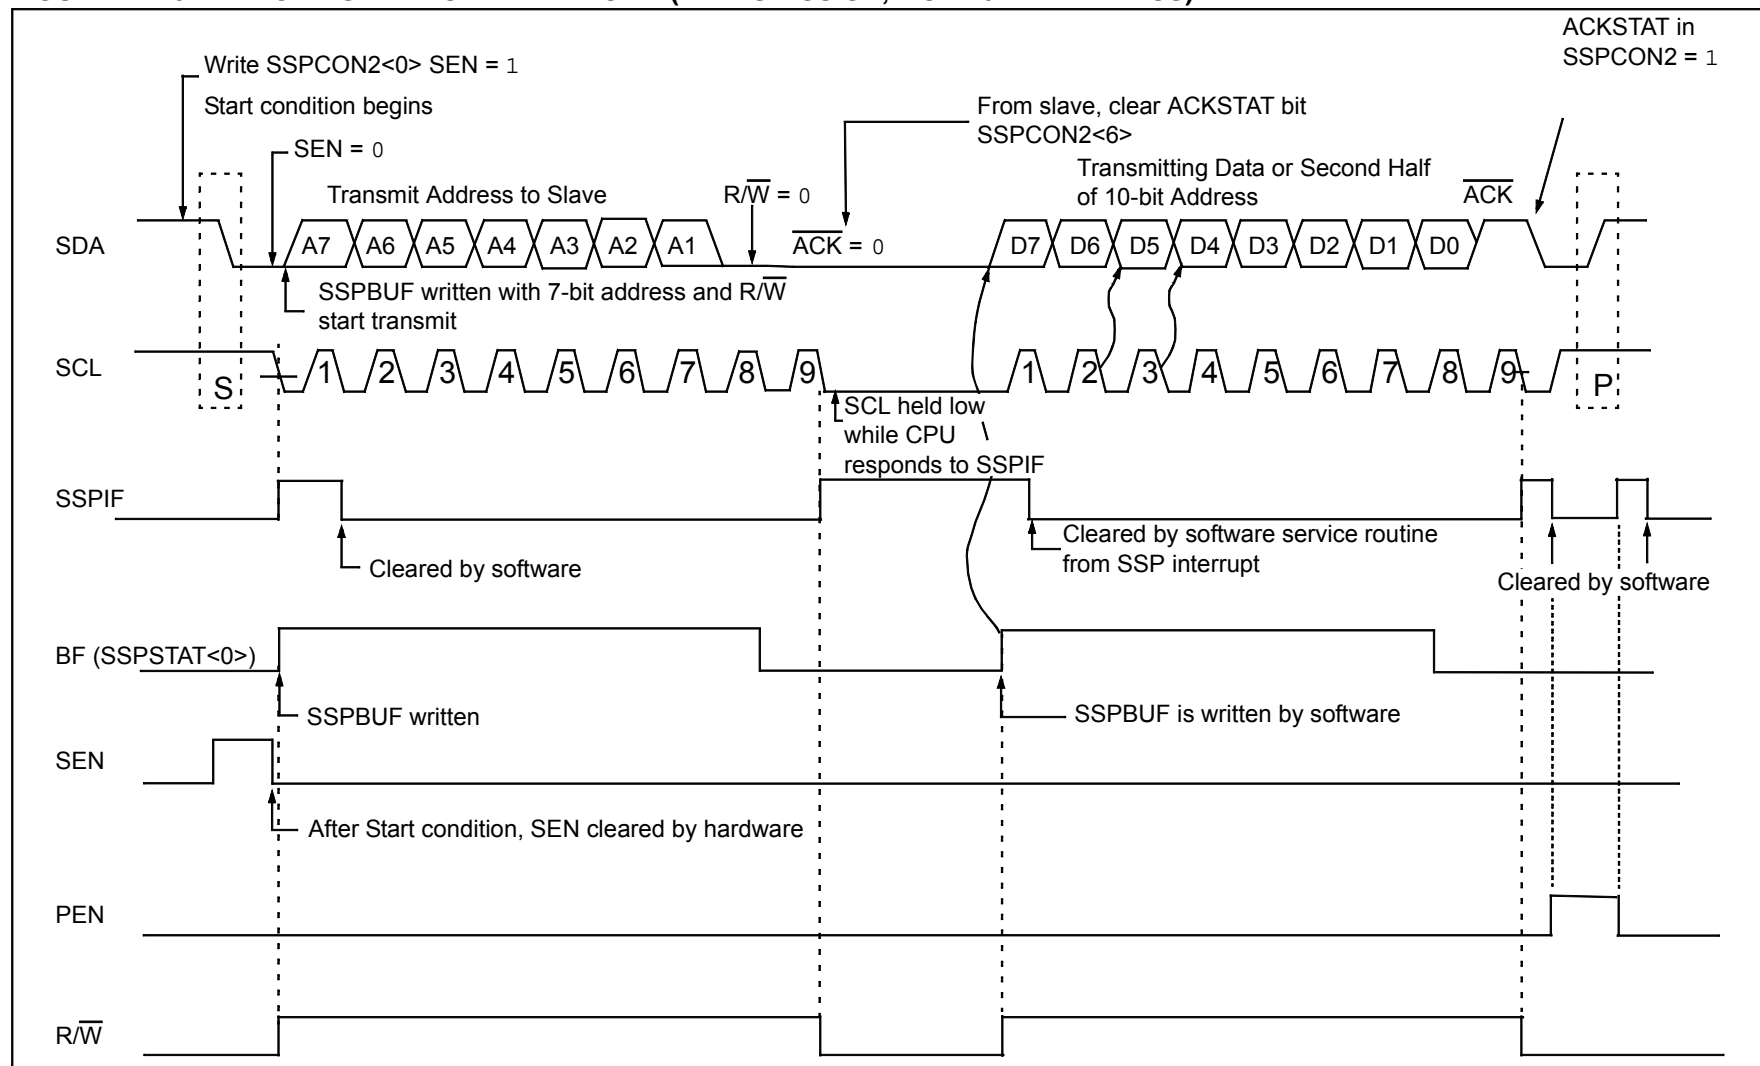 ACKSTAT in
SSPCON2 = 1
Write SSPCON2<0> SEN = 1
Start condition begins
From slave, clear ACKSTAT bit
SSPCON2<6>
SEN = 0
Transmit Address to Slave
R/W = 0
Transmitting Data or Second Half
of 10-bit Address
ACK
SDA
A7 A6 A5 A4 A3 A2 A1
ACK = 0
D7 D6 D5 D4 D3 D2 D1 D0
SSPBUF written with 7-bit address and R/W
start transmit
SCL
S
1 2 3 4 5 6 7 8 9
1 2 3 4 5 6 7 8 9
P
SCL held low
while CPU
responds to SSPIF
SSPIF
Cleared by software
Cleared by software service routine
from SSP interrupt
Cleared by software
BF (SSPSTAT<0>)
SSPBUF written
SSPBUF is written by software
SEN
After Start condition, SEN cleared by hardware
PEN
R/W